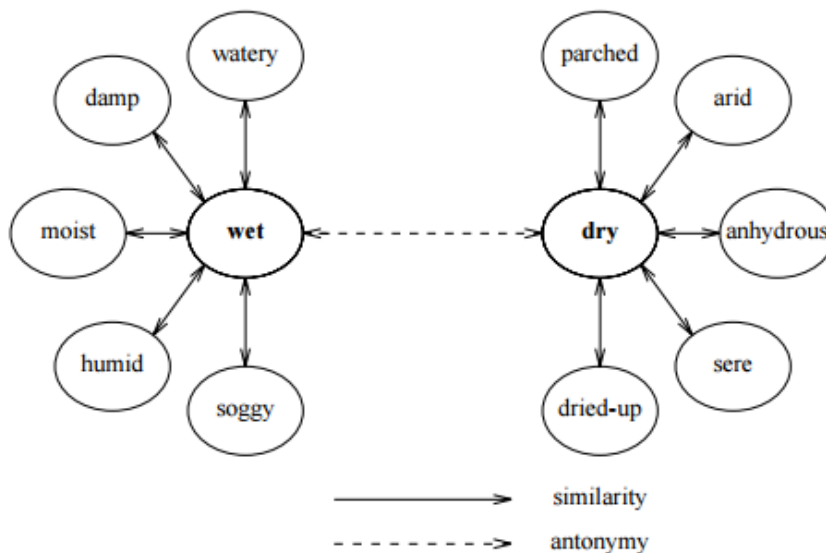 watery
parched
damp
arid
moist
wet
dry
anhydrous
humid
sere
soggy
dried-up
similarity
antonymy